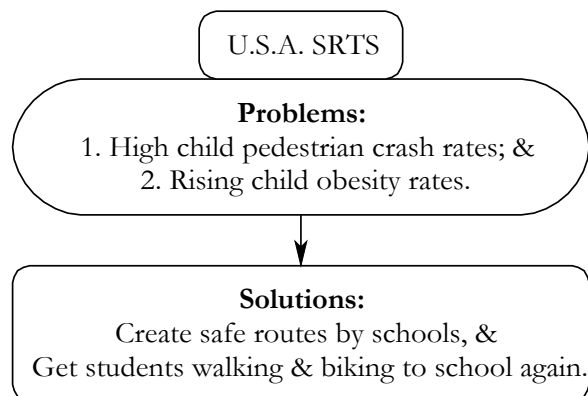 U.S.A. SRTS
Problems:
1. High child pedestrian crash rates; &
2. Rising child obesity rates.
Solutions:
Create safe routes by schools, &
Get students walking & biking to school again.